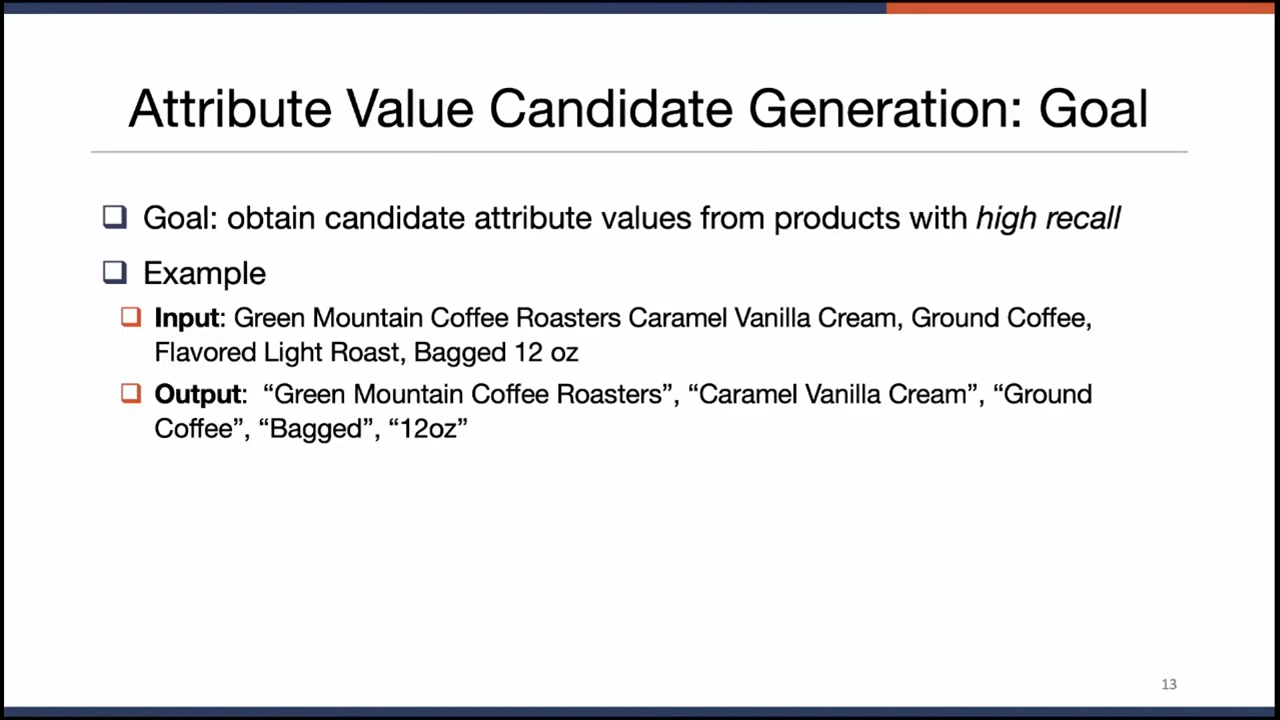 Attribute Value Candidate Generation: Goal
Goal: obtain candidate attribute values from products with high recall
Example
Input: Green Mountain Coffee Roasters Caramel Vanilla Cream, Ground Coffee,
Flavored Light Roast, Bagged 12 oz
Output: “Green Mountain Coffee Roasters”, “Caramel Vanilla Cream”, “Ground
Coffee”, “Bagged”, “12oz”
13